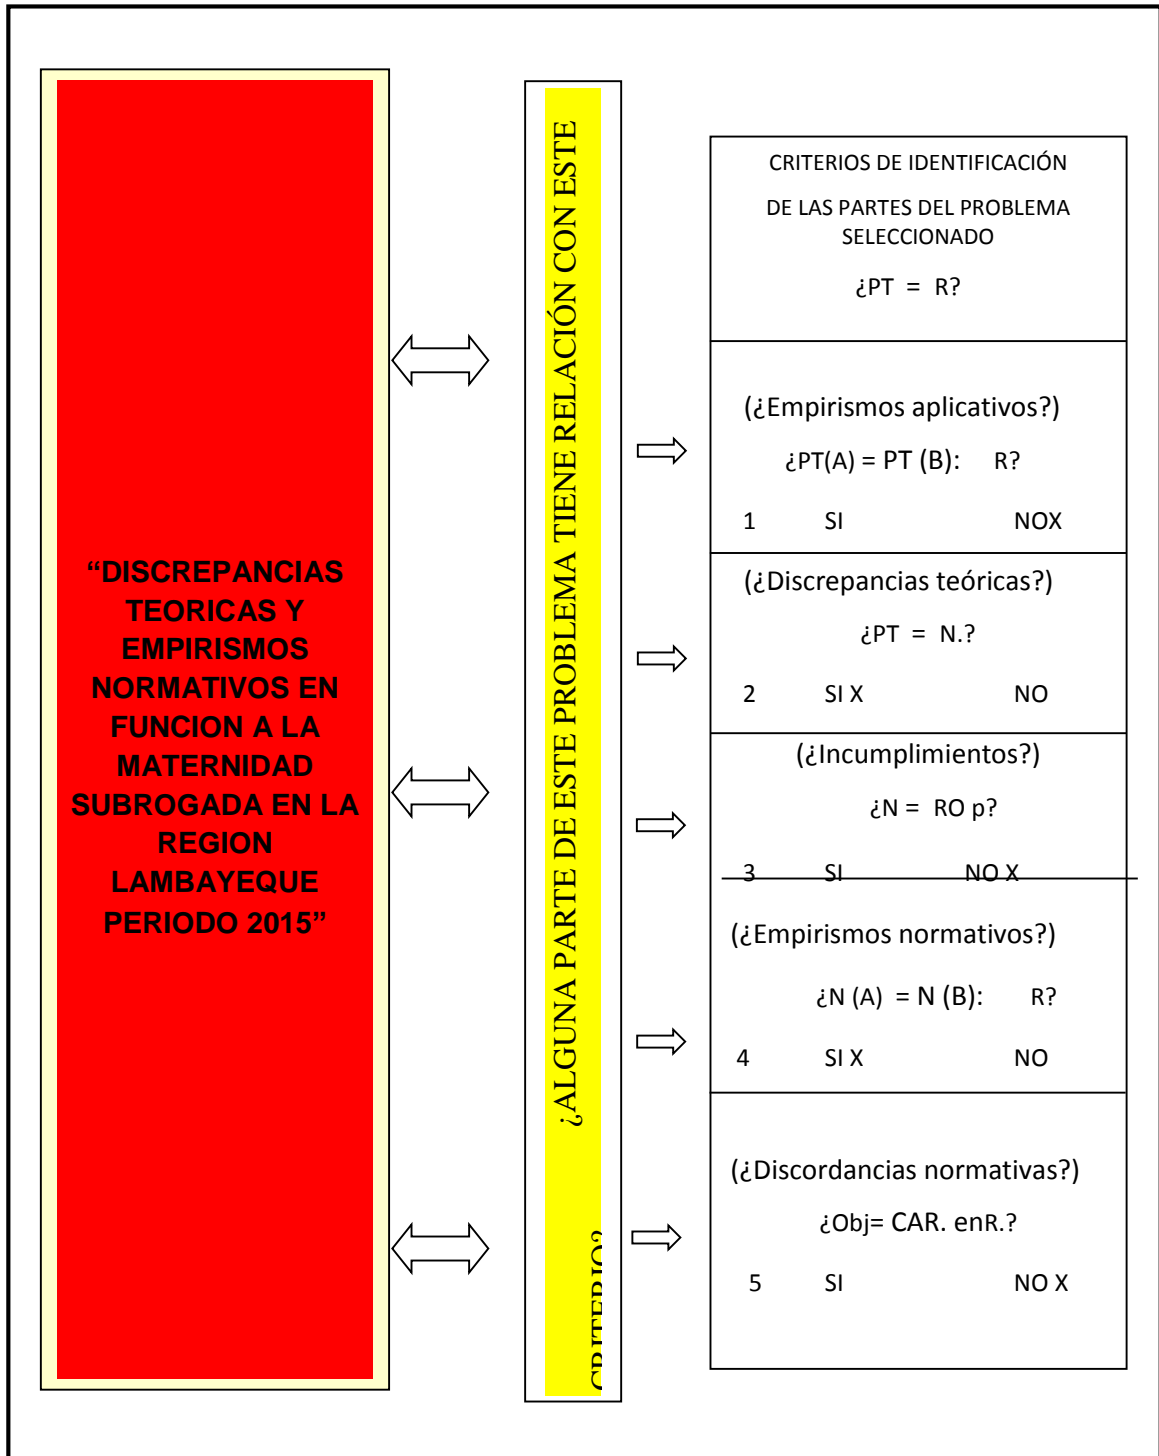 “DISCREPANCIAS
TEORICAS Y
EMPIRISMOS
NORMATIVOS EN
FUNCION A LA
MATERNIDAD
SUBROGADA EN LA
REGION
LAMBAYEQUE
PERIODO 2015”
¿ALGUNA PARTE DE ESTE PROBLEMA TIENE RELACIÓN CON ESTE
CRITERIO?
CRITERIOS DE IDENTIFICACIÓN
DE LAS PARTES DEL PROBLEMA
SELECCIONADO
¿PT = R?
(¿Empirismos aplicativos?)
¿PT(A) = PT (B): R?
1 SI NOX
(¿Discrepancias teóricas?)
¿PT = N.?
2 SI X NO
(¿Incumplimientos?)
¿N = RO p?
3 SI NO X
(¿Empirismos normativos?)
¿N (A) = N (B): R?
4 SI X NO
(¿Discordancias normativas?)
¿Obj= CAR. enR.?
5 SI NO X